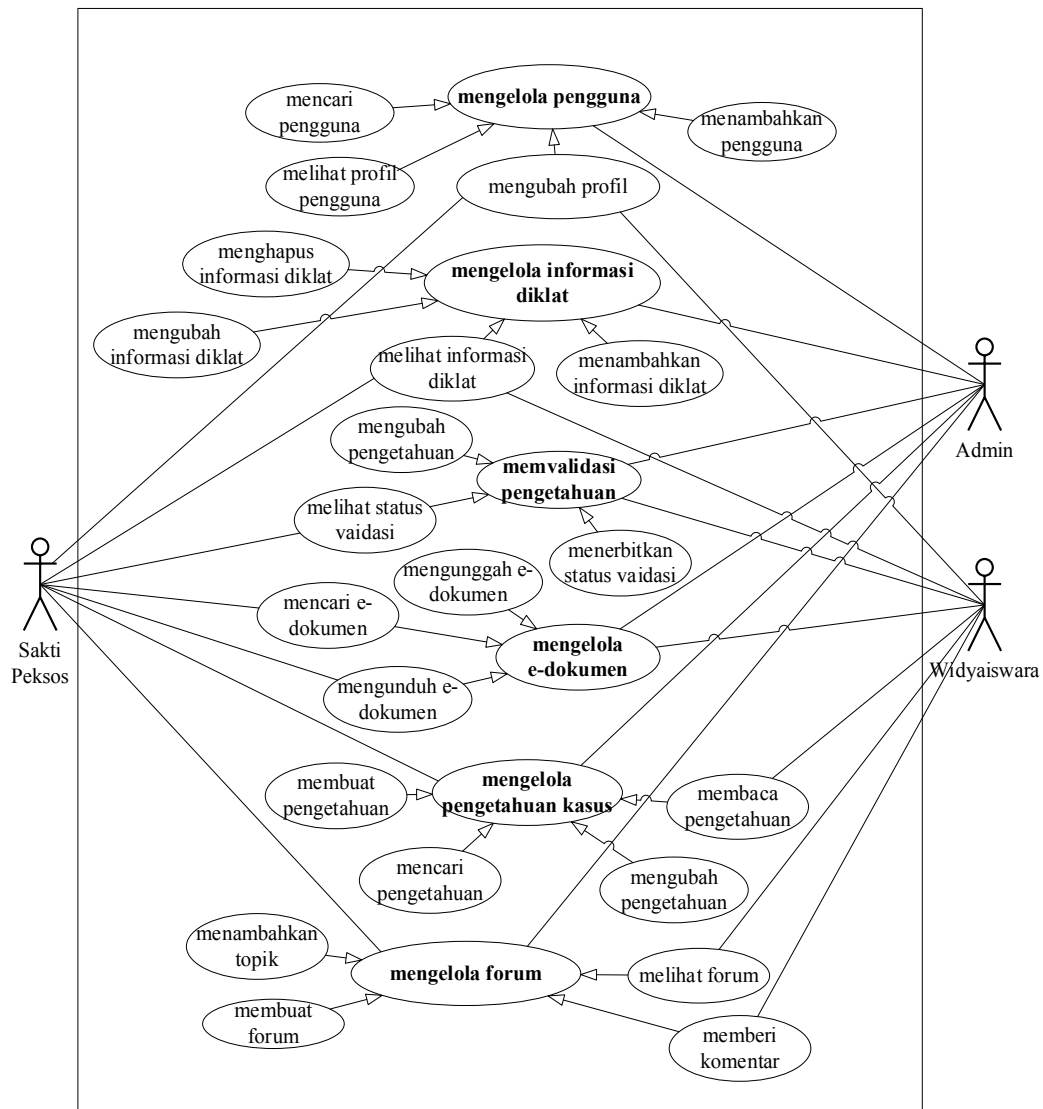 mengelola pengguna
mencari
pengguna
menambahkan
pengguna
melihat profil
pengguna
mengubah profil
menghapus
informasi diklat
mengelola informasi
diklat
mengubah
informasi diklat
melihat informasi
diklat
menambahkan
informasi diklat
mengubah
pengetahuan
memvalidasi
pengetahuan
Admin
melihat status
vaidasi
menerbitkan
status vaidasi
mengunggah e-
dokumen
mencari e-
dokumen
mengelola
e-dokumen
Sakti
Peksos
Widyaiswara
mengunduh e-
dokumen
membuat
pengetahuan
mengelola
pengetahuan kasus
membaca
pengetahuan
mencari
pengetahuan
mengubah
pengetahuan
menambahkan
topik
mengelola forum
melihat forum
membuat
forum
memberi
komentar